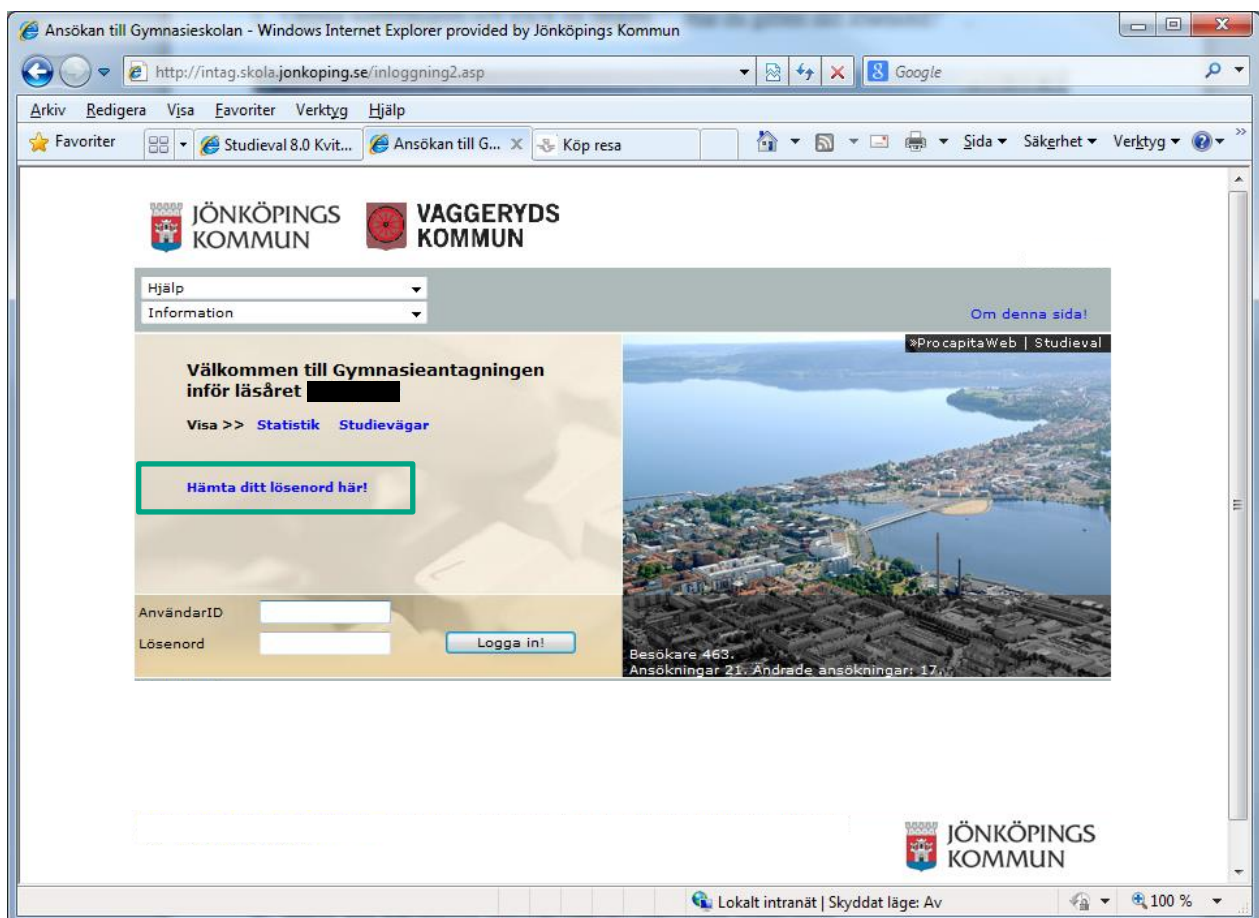 Ansökan till Gymnasieskolan - Windows Internet Explorer provided by Jönköpings Kommun
http://intag.skola.jonkoping.se/inloggning2.asp
Google
Arkiv Redigera Visa Favoriter Verktyg Hjälp
Favoriter Studieval 8.0 Kvit... Ansökan till G... Köp resa Sida Säkerhet Verktyg
JÖNKÖPINGS
KOMMUN
VAGGERYDS
KOMMUN
Hjälp
Information
Om denna sida!
»ProcapitaWeb | Studieval
Välkommen till Gymnasieantagningen
inför läsåret
Visa >> Statistik Studievägar
Hämta ditt lösenord här!
AnvändarID
Lösenord
Logga in!
Besökare 463.
Ansökningar 21. Ändrade ansökningar: 17.
JÖNKÖPINGS
KOMMUN
Lokalt intranät | Skyddat läge: Av
100 %